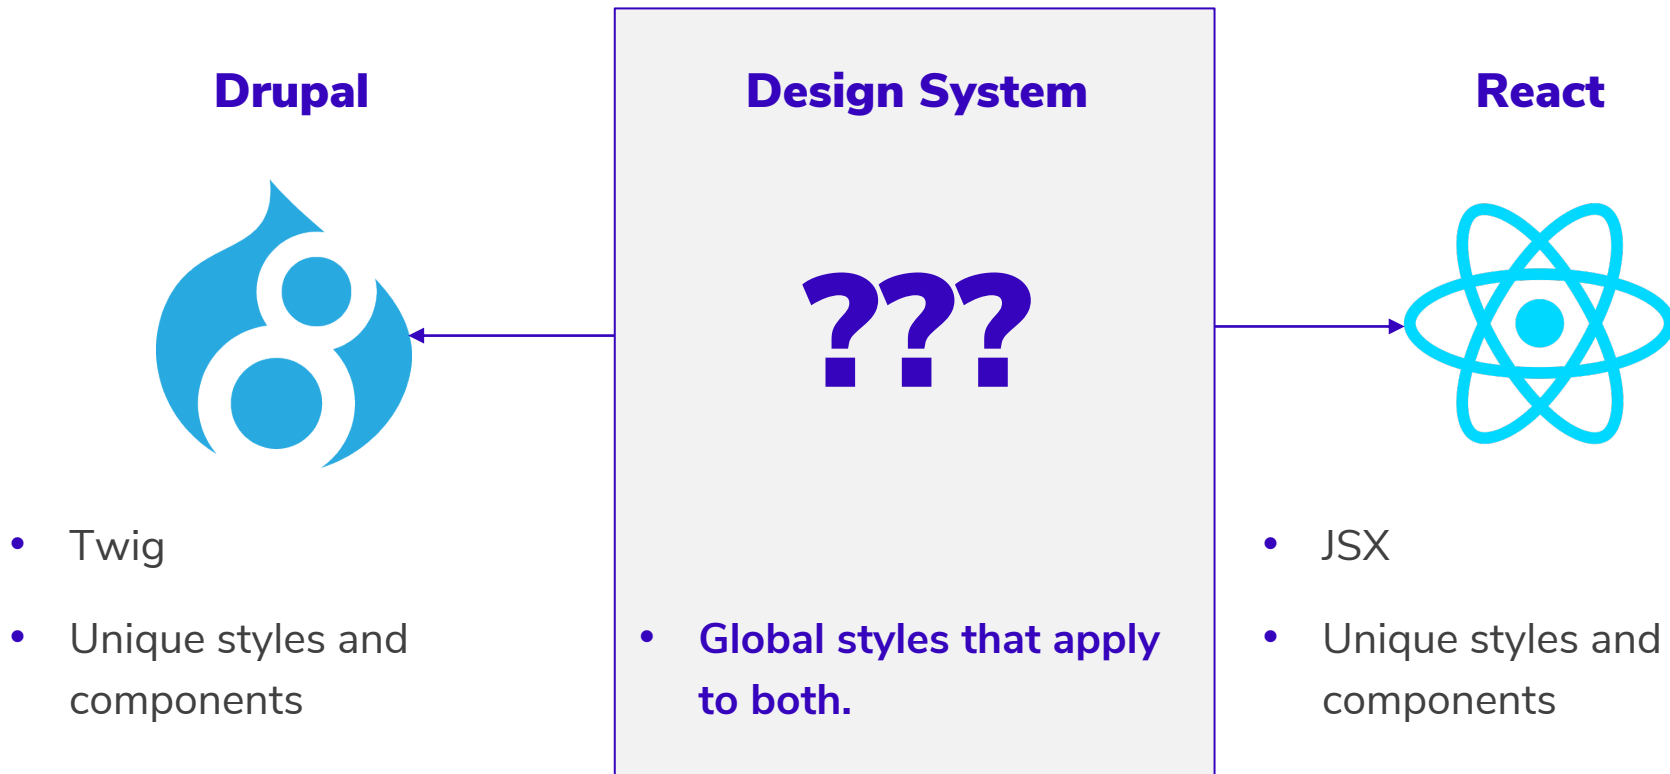 Drupal
Design System
React
8
???
• Twig
• Unique styles and
components
• Global styles that apply
to both.
• JSX
• Unique styles and
components